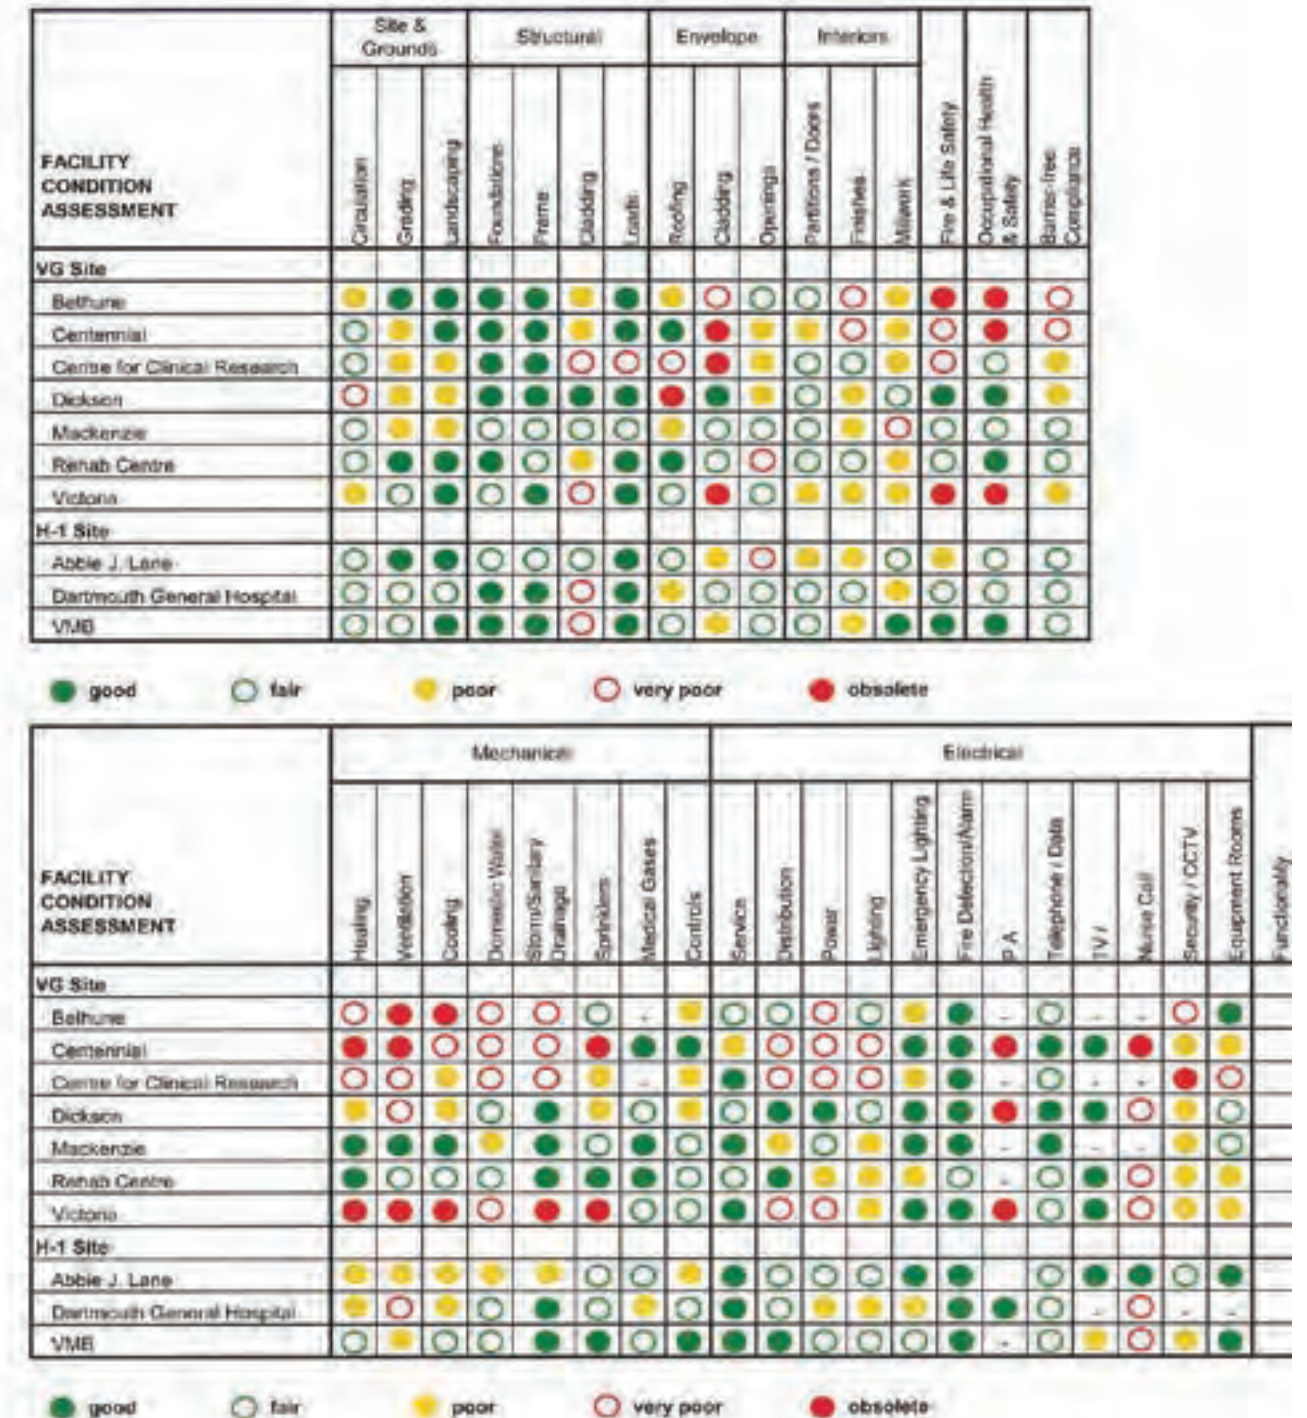 Site & Grounds Structural Envelope Interiors
FACILITY CONDITION ASSESSMENT
Circulation
Grading
Landscaping
Foundations
Frame
Cladding
Loads
Roofing
Cladding
Openings
Partitions / Doors
Finishes
Millwork
Fire & Life Safety
Occupational Health & Safety
Barrier-free Compliance
VG Site
Bethune
Centennial
Centre for Clinical Research
Dickson
Mackenzie
Rehab Centre
Victoria
H-1 Site
Abbie J. Lane
Dartmouth General Hospital
VMB
good fair poor very poor obsolete
Mechanical Electrical
FACILITY CONDITION ASSESSMENT
Heating
Ventilation
Cooling
Domestic Water
Storm/Sanitary Drainage
Sprinklers
Medical Gases
Controls
Service
Distribution
Power
Lighting
Emergency Lighting
Fire Detection/Alarm
P A
Telephone / Data
TV /
Nurse Call
Security / CCTV
Equipment Rooms
Functionality
VG Site
Bethune - - - -
Centennial
Centre for Clinical Research - - - -
Dickson
Mackenzie - - -
Rehab Centre -
Victoria
H-1 Site
Abbie J. Lane
Dartmouth General Hospital - - -
VMB -
good fair poor very poor obsolete